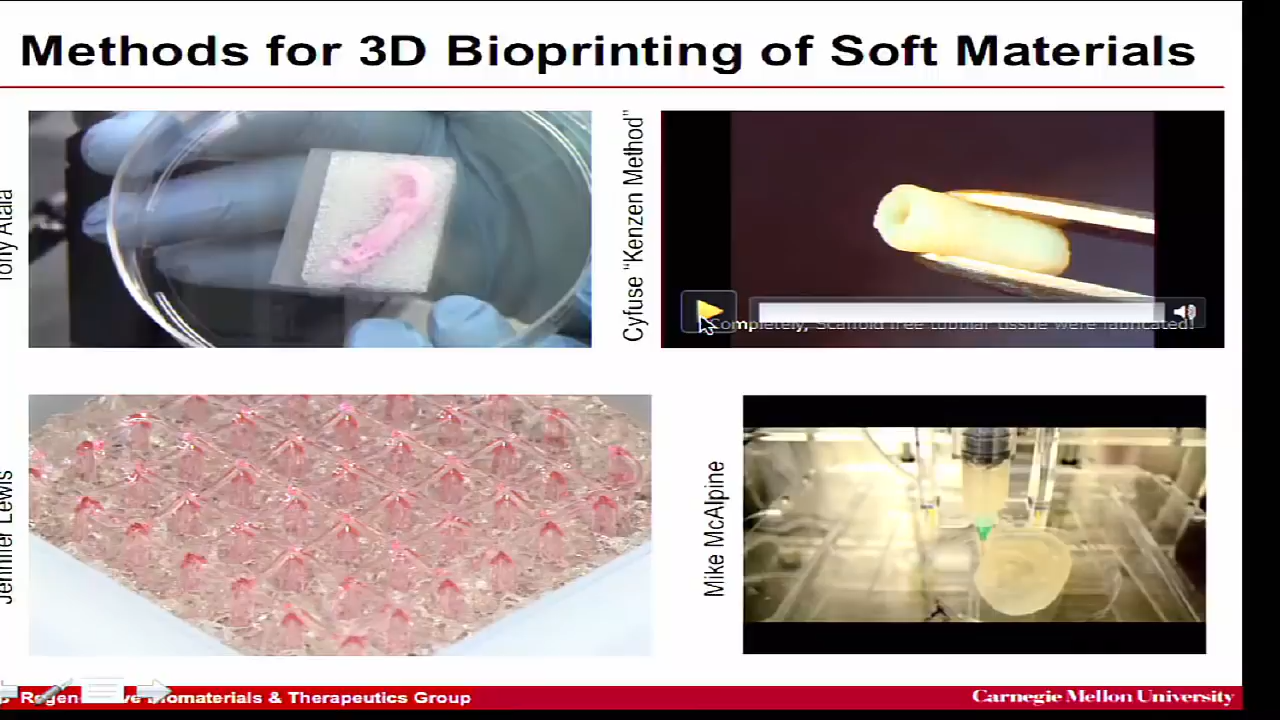 Methods for 3D Bioprinting of Soft Materials
Tony Atala
Cyfuse "Kenzen Method"
Completely, Scaffold free tubular tissue were fabricated!
Jennifer Lewis
Mike McAlpine
Biomaterials & Therapeutics Group
Carnegie Mellon University